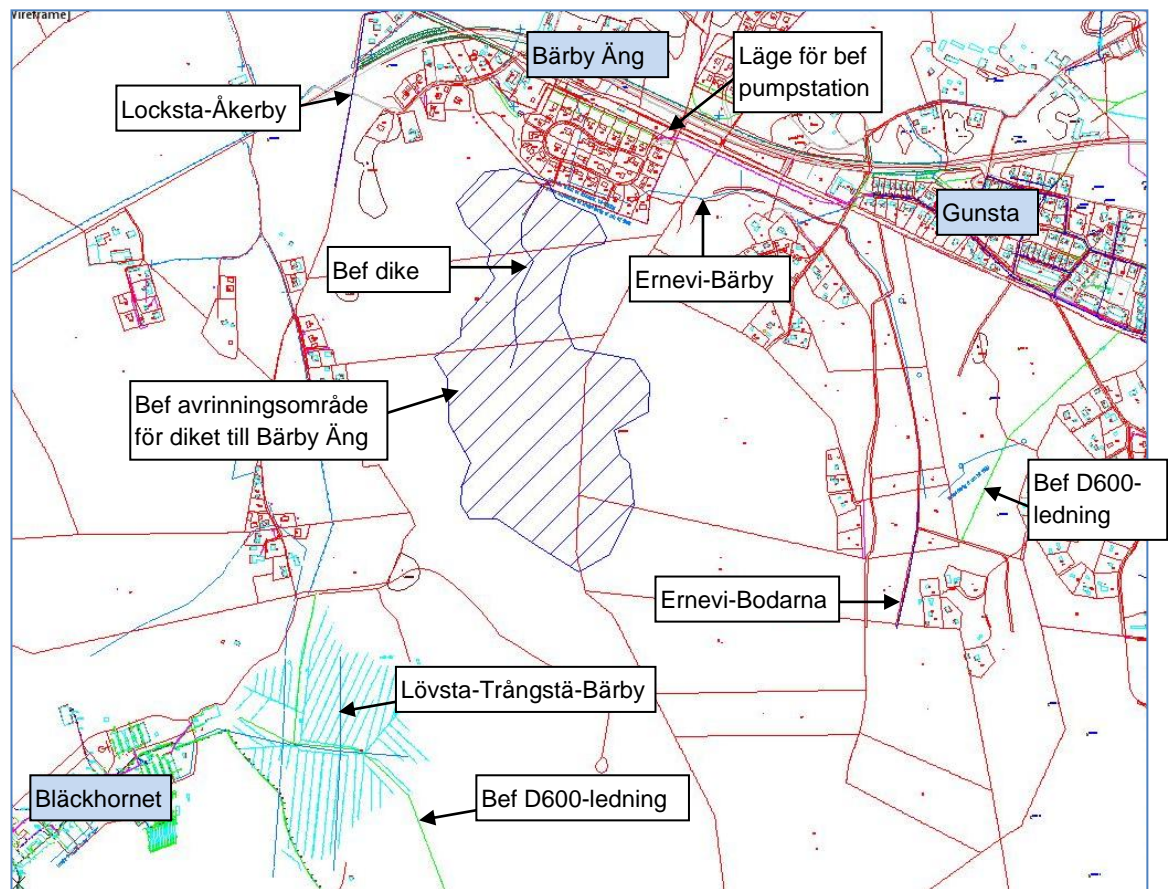 Wireframe]
Bärby Äng
Läge för bef
pumpstation
Locksta-Åkerby
Gunsta
Bef dike
Ernevi-Bärby
Bef avrinningsområde
för diket till Bärby Äng
Bef D600-
ledning
Ernevi-Bodarna
Lövsta-Trångstä-Bärby
Bläckhornet
Bef D600-ledning